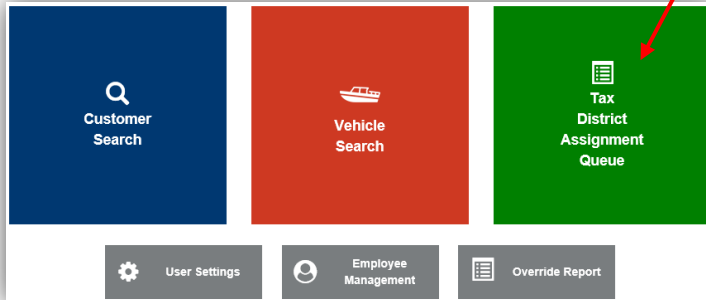 Customer
Search
Vehicle
Search
Tax
District
Assignment
Queue
User Settings
Employee
Management
Override Report